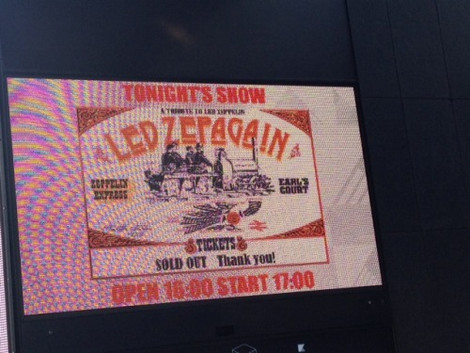 TONIGHT'S SHOW
A TRIBUTE TO LED ZEPPELIN
LED ZEPAGAIN
ZEPPELIN
EXPRESS
EARL'S
COURT
TICKETS
SOLD OUT Thank you!
OPEN 16:00 START 17:00